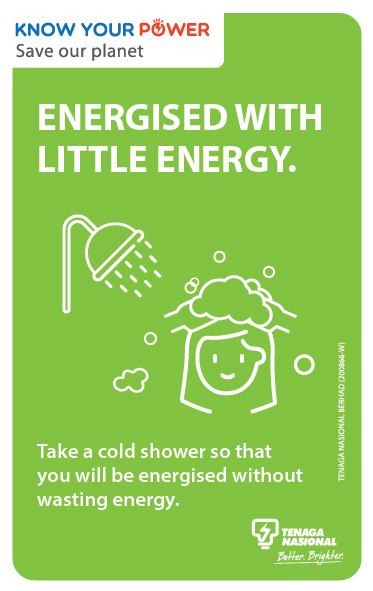 KNOW YOUR POWER
Save our planet
ENERGISED WITH
LITTLE ENERGY.
Take a cold shower so that
you will be energised without
wasting energy.
TENAGA NASIONAL BERHAD (200866-W)
TENAGA
NASIONAL
Better. Brighter.